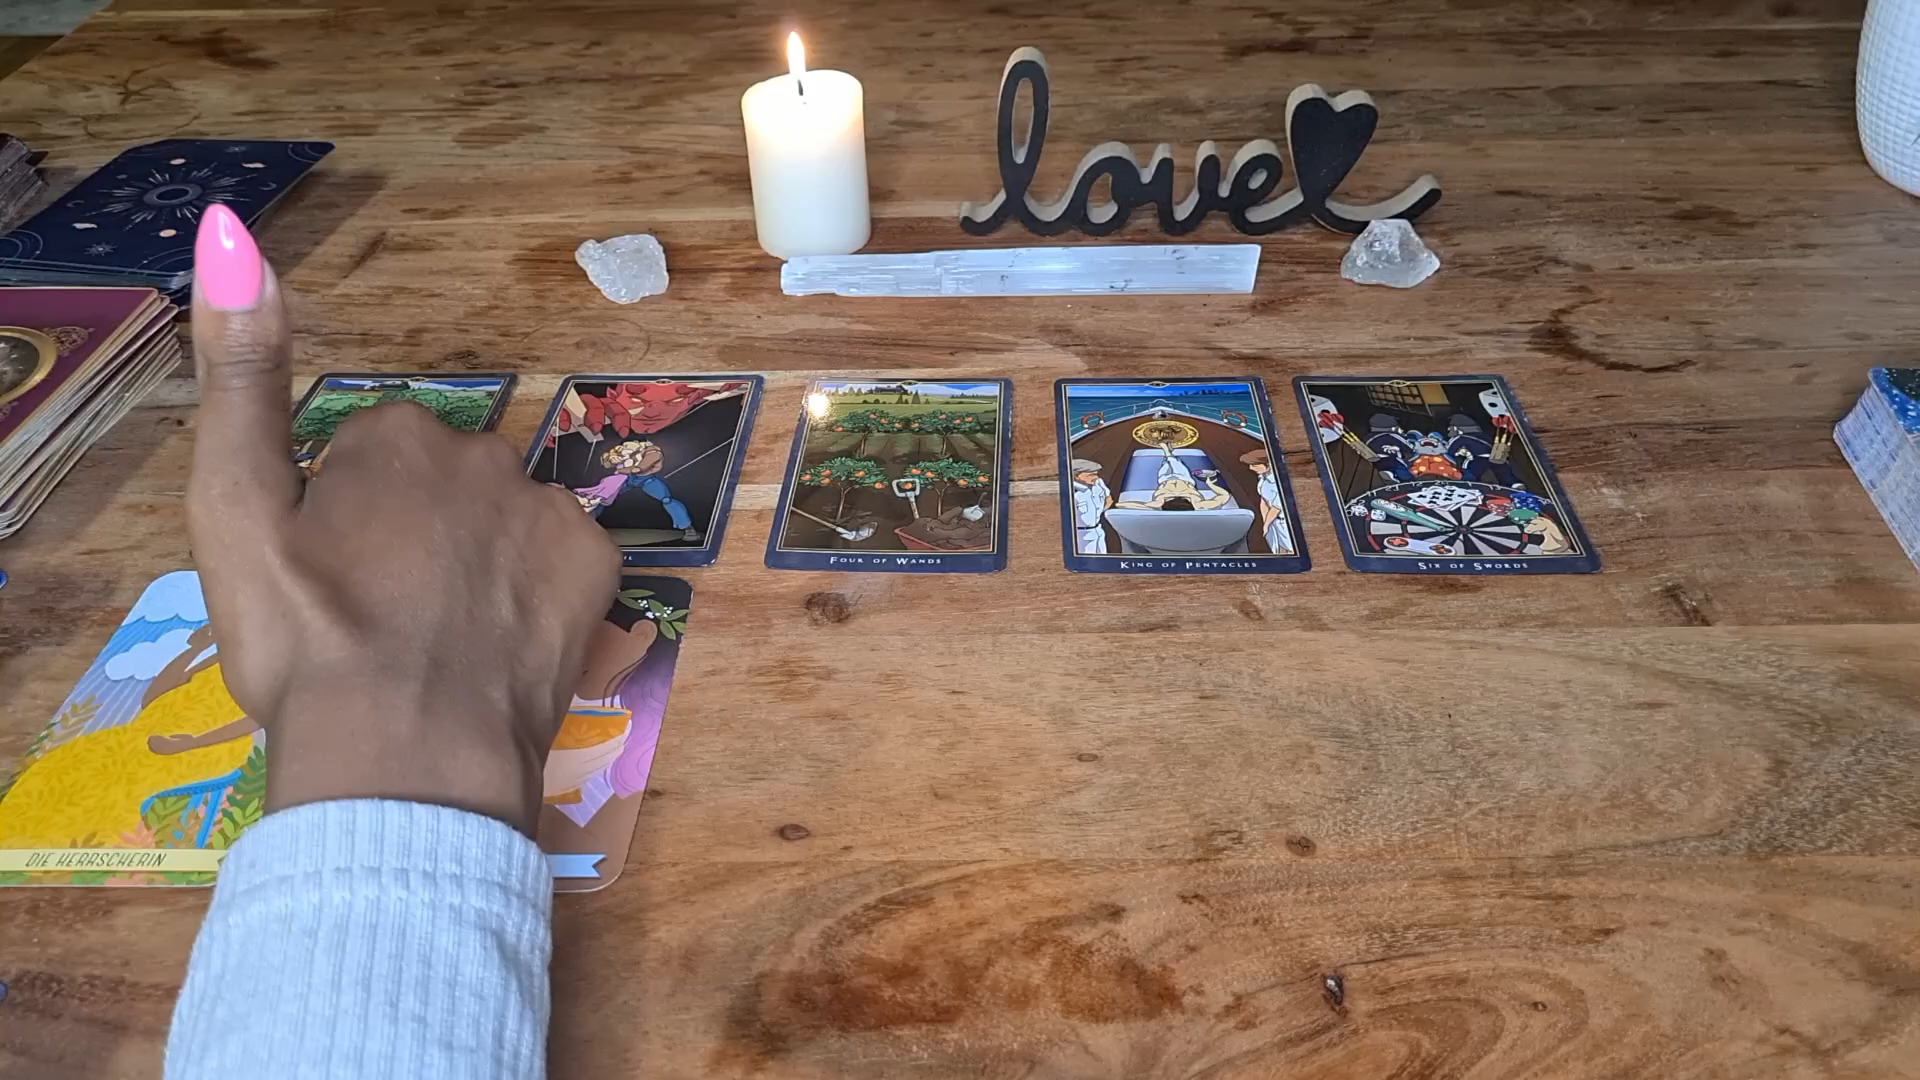 love
FOUR OF WANDS
KING OF PENTACLES
SIX OF SWORDS
DIE HERRSCHERIN